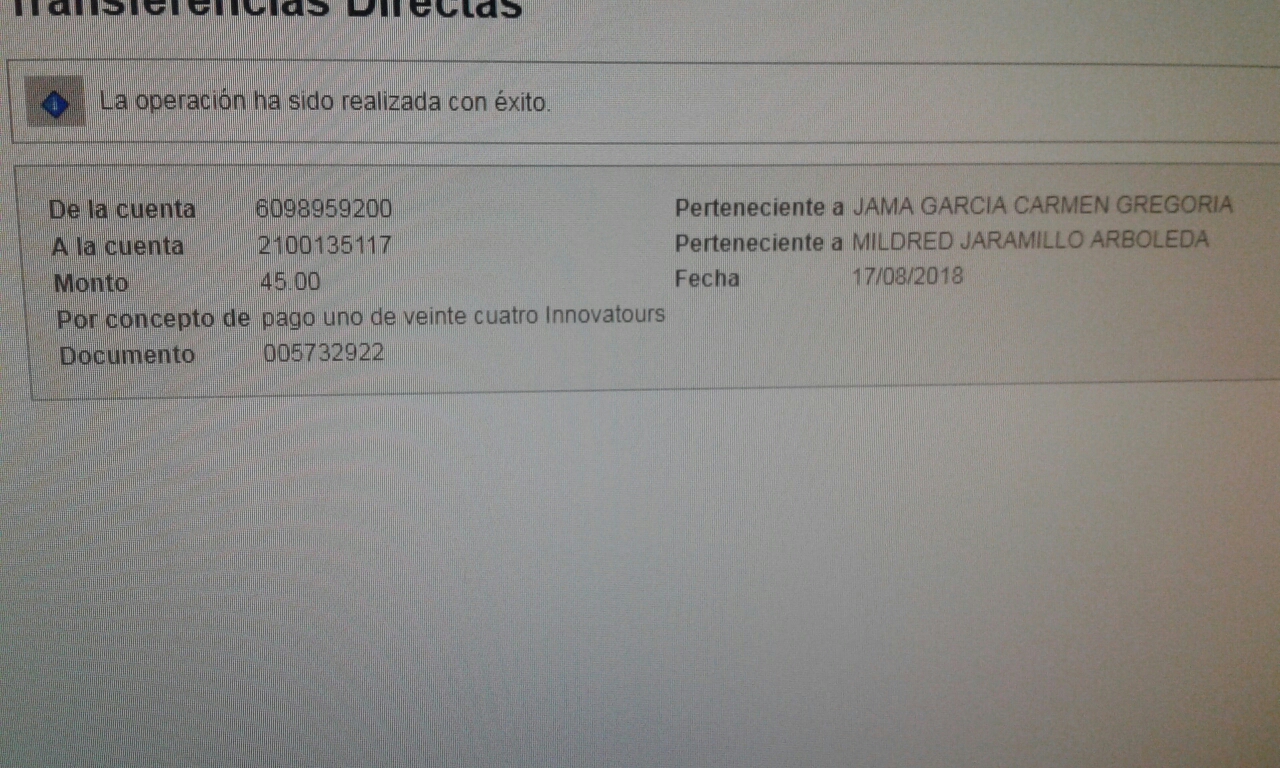 Transferencias Directas
La operación ha sido realizada con éxito.
De la cuenta 6098959200 Perteneciente a JAMA GARCIA CARMEN GREGORIA
A la cuenta 2100135117 Perteneciente a MILDRED JARAMILLO ARBOLEDA
Monto 45.00 Fecha 17/08/2018
Por concepto de pago uno de veinte cuatro Innovatours
Documento 005732922